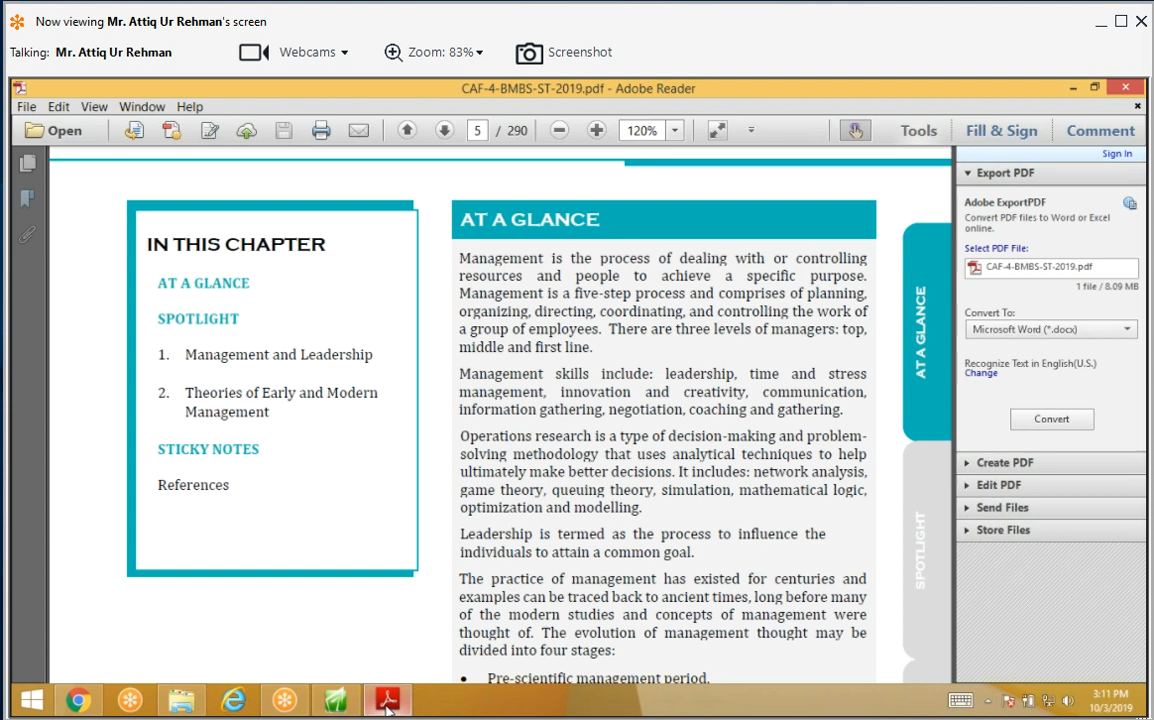 Now viewing Mr. Attiq Ur Rehman's screen
Talking: Mr. Attiq Ur Rehman
Webcams
Zoom: 83%
Screenshot
CAF-4-BMBS-ST-2019.pdf - Adobe Reader
File Edit View Window Help
Open
5 / 290
120%
Tools
Fill & Sign
Comment
Sign In
Export PDF
Adobe ExportPDF
Convert PDF files to Word or Excel
online.
Select PDF File:
CAF-4-BMBS-ST-2019.pdf
1 file / 8.09 MB
Convert To:
Microsoft Word (*.docx)
Recognize Text in English(U.S.)
Change
Convert
Create PDF
Edit PDF
Send Files
Store Files
IN THIS CHAPTER
AT A GLANCE
SPOTLIGHT
1. Management and Leadership
2. Theories of Early and Modern
Management
STICKY NOTES
References
AT A GLANCE
Management is the process of dealing with or controlling
resources and people to achieve a specific purpose.
Management is a five-step process and comprises of planning,
organizing, directing, coordinating, and controlling the work of
a group of employees. There are three levels of managers: top,
middle and first line.
Management skills include: leadership, time and stress
management, innovation and creativity, communication,
information gathering, negotiation, coaching and gathering.
Operations research is a type of decision-making and problem-
solving methodology that uses analytical techniques to help
ultimately make better decisions. It includes: network analysis,
game theory, queuing theory, simulation, mathematical logic,
optimization and modelling.
Leadership is termed as the process to influence the
individuals to attain a common goal.
The practice of management has existed for centuries and
examples can be traced back to ancient times, long before many
of the modern studies and concepts of management were
thought of. The evolution of management thought may be
divided into four stages:
• Pre-scientific management period.
AT A GLANCE
SPOTLIGHT
3:11 PM
10/3/2019